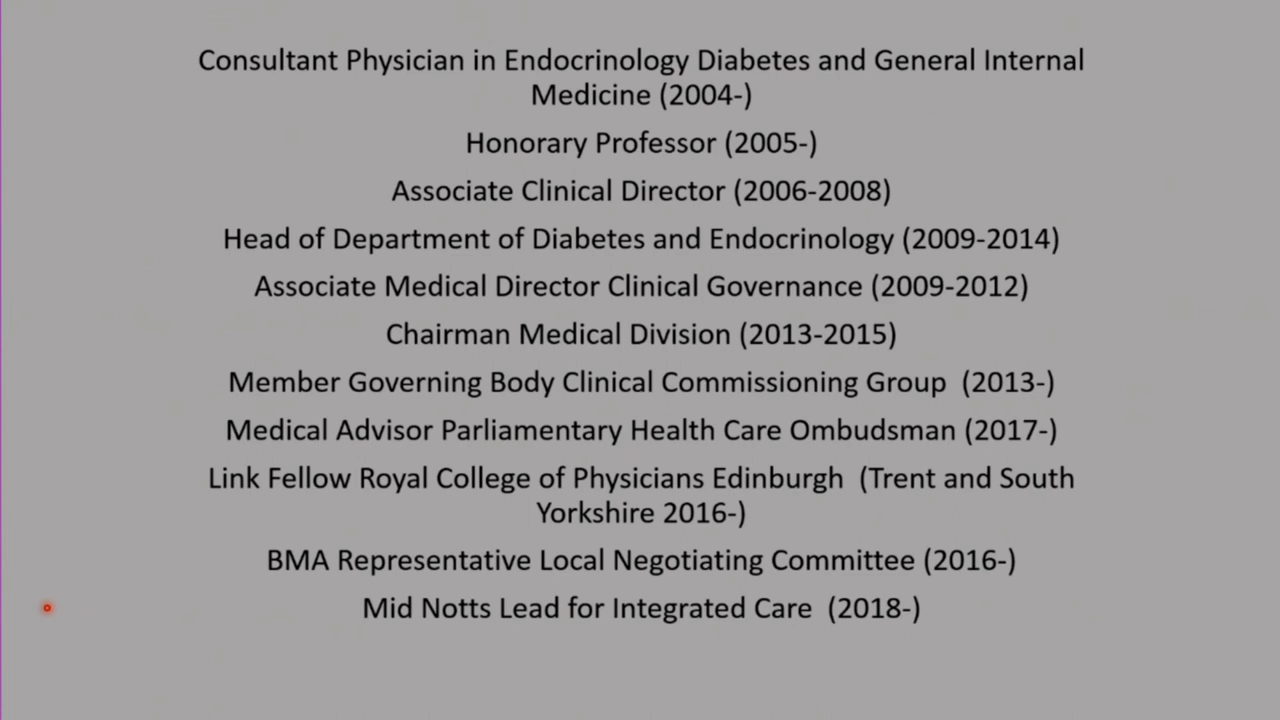 Consultant Physician in Endocrinology Diabetes and General Internal
Medicine (2004-)
Honorary Professor (2005-)
Associate Clinical Director (2006-2008)
Head of Department of Diabetes and Endocrinology (2009-2014)
Associate Medical Director Clinical Governance (2009-2012)
Chairman Medical Division (2013-2015)
Member Governing Body Clinical Commissioning Group  (2013-)
Medical Advisor Parliamentary Health Care Ombudsman (2017-)
Link Fellow Royal College of Physicians Edinburgh  (Trent and South
Yorkshire 2016-)
BMA Representative Local Negotiating Committee (2016-)
Mid Notts Lead for Integrated Care  (2018-)